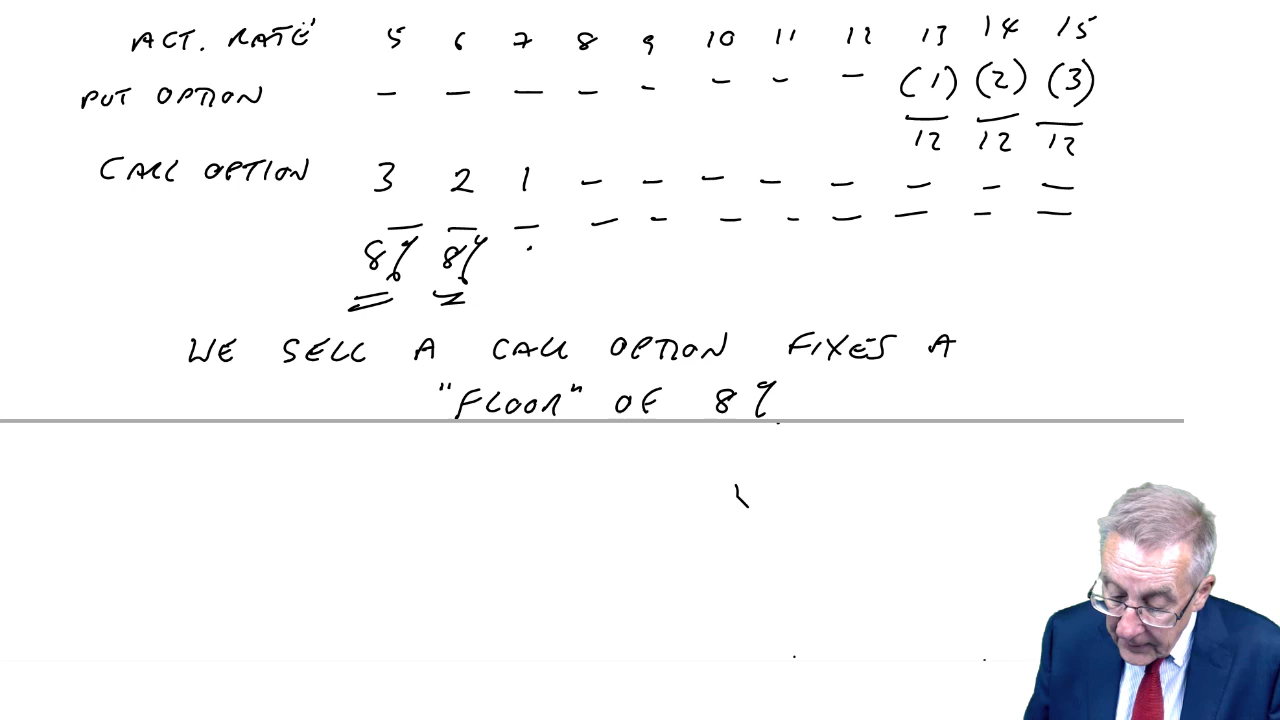 ACT. RATE 5 6 7 8 9 10 11 12 13 14 15
PUT OPTION - - - - - - - - (1) (2) (3)
12 12 12
CALL OPTION 3 2 1 - - - - - - - -
8% 8%
WE SELL A CALL OPTION FIXES A
"FLOOR" OF 8%